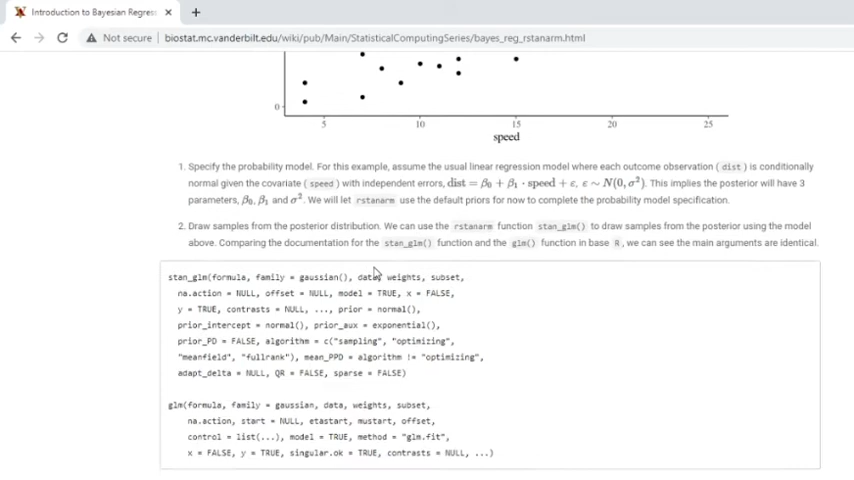 Introduction to Bayesian Regres
Not secure | biostat.mc.vanderbilt.edu/wiki/pub/Main/StatisticalComputingSeries/bayes_reg_rstanarm.html
0
5 10 15 20 25
speed
1. Specify the probability model. For this example, assume the usual linear regression model where each outcome observation (dist) is conditionally
normal given the covariate (speed) with independent errors, dist = β0 + β1 · speed + ε, ε ∼ N(0, σ²). This implies the posterior will have 3
parameters, β0, β1 and σ². We will let rstanarm use the default priors for now to complete the probability model specification.
2. Draw samples from the posterior distribution. We can use the rstanarm function stan_glm() to draw samples from the posterior using the model
above. Comparing the documentation for the stan_glm() function and the glm() function in base R, we can see the main arguments are identical.
stan_glm(formula, family = gaussian(), data, weights, subset,
na.action = NULL, offset = NULL, model = TRUE, x = FALSE,
y = TRUE, contrasts = NULL, ..., prior = normal(),
prior_intercept = normal(), prior_aux = exponential(),
prior_PD = FALSE, algorithm = c("sampling", "optimizing",
"meanfield", "fullrank"), mean_PPD = algorithm != "optimizing",
adapt_delta = NULL, QR = FALSE, sparse = FALSE)
glm(formula, family = gaussian, data, weights, subset,
na.action, start = NULL, etastart, mustart, offset,
control = list(...), model = TRUE, method = "glm.fit",
x = FALSE, y = TRUE, singular.ok = TRUE, contrasts = NULL, ...)